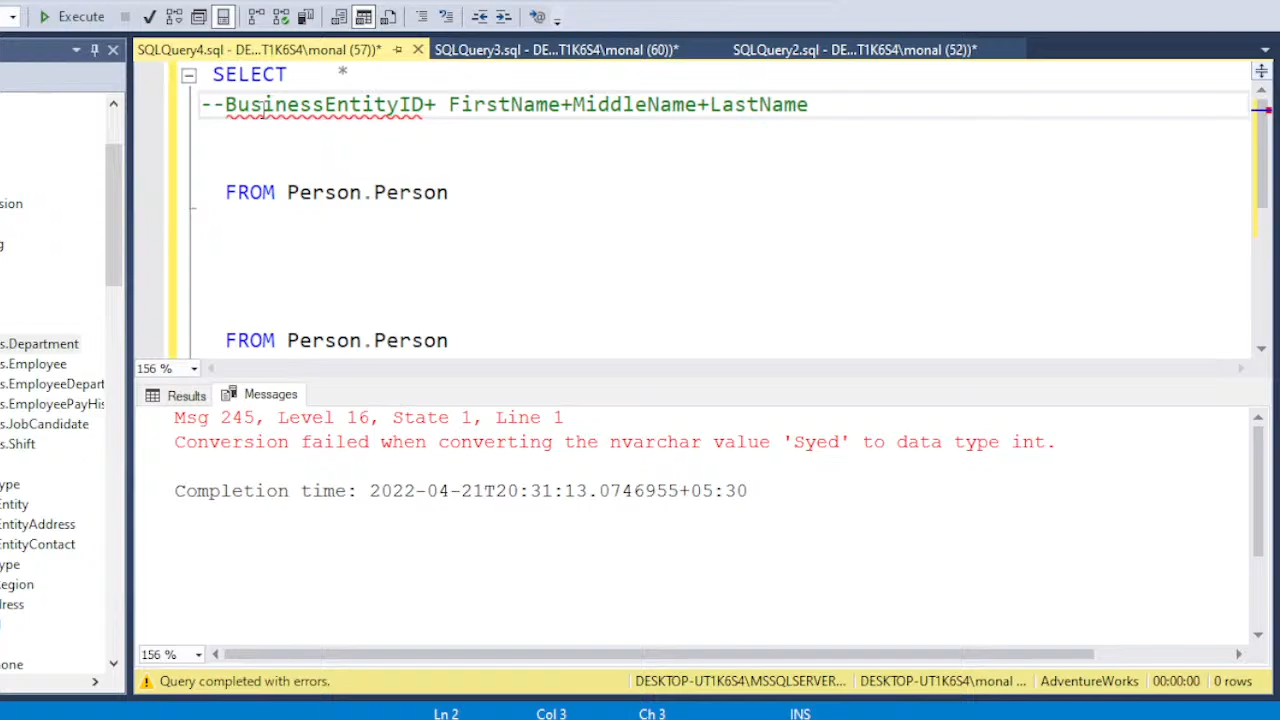 Execute
SQLQuery4.sql - DE...T1K6S4\monal (57))*
SQLQuery3.sql - DE...T1K6S4\monal (60))*
SQLQuery2.sql - DE...T1K6S4\monal (52))*
SELECT *
--BusinessEntityID+ FirstName+MiddleName+LastName
FROM Person.Person
FROM Person.Person
sion
g
s.Department
s.Employee
s.EmployeeDepart
s.EmployeePayHis
s.JobCandidate
s.Shift
ype
Entity
EntityAddress
EntityContact
ype
Region
dress
one
156 %
Results
Messages
Msg 245, Level 16, State 1, Line 1
Conversion failed when converting the nvarchar value 'Syed' to data type int.
Completion time: 2022-04-21T20:31:13.0746955+05:30
156 %
Query completed with errors.
DESKTOP-UT1K6S4\MSSQLSERVER...
DESKTOP-UT1K6S4\monal ...
AdventureWorks
00:00:00
0 rows
Ln 2
Col 3
Ch 3
INS